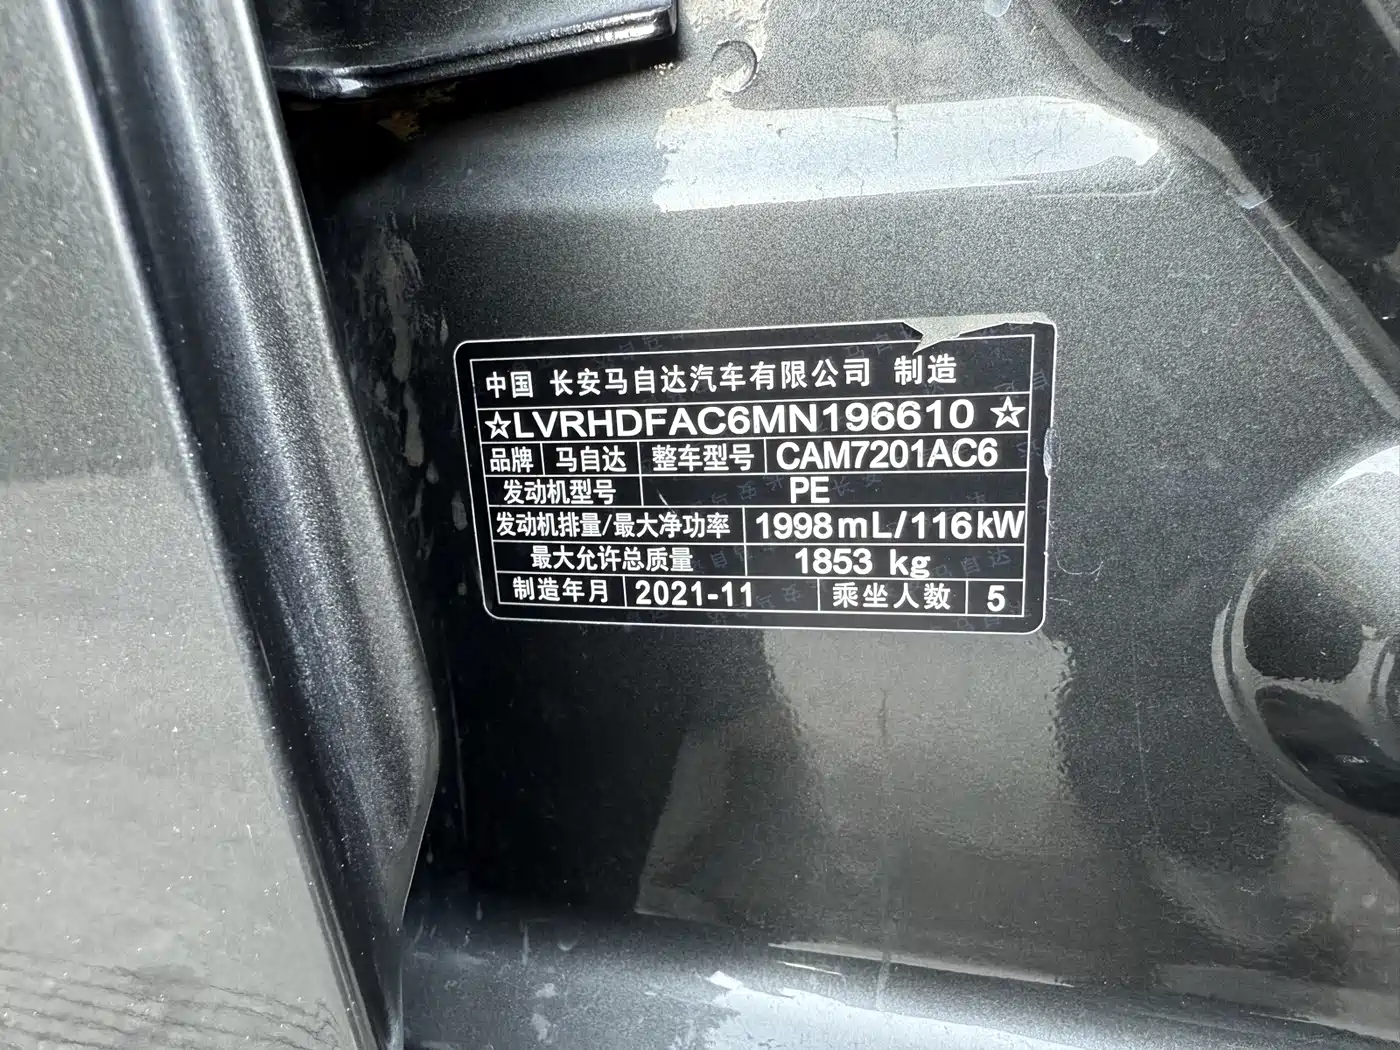 中国 长安马自达汽车有限公司 制造
☆LVRHDFAC6MN196610☆
品牌 马自达 整车型号 CAM7201AC6
发动机型号 PE
发动机排量/最大净功率 1998mL/116kW
最大允许总质量 1853 kg
制造年月 2021-11 乘坐人数 5